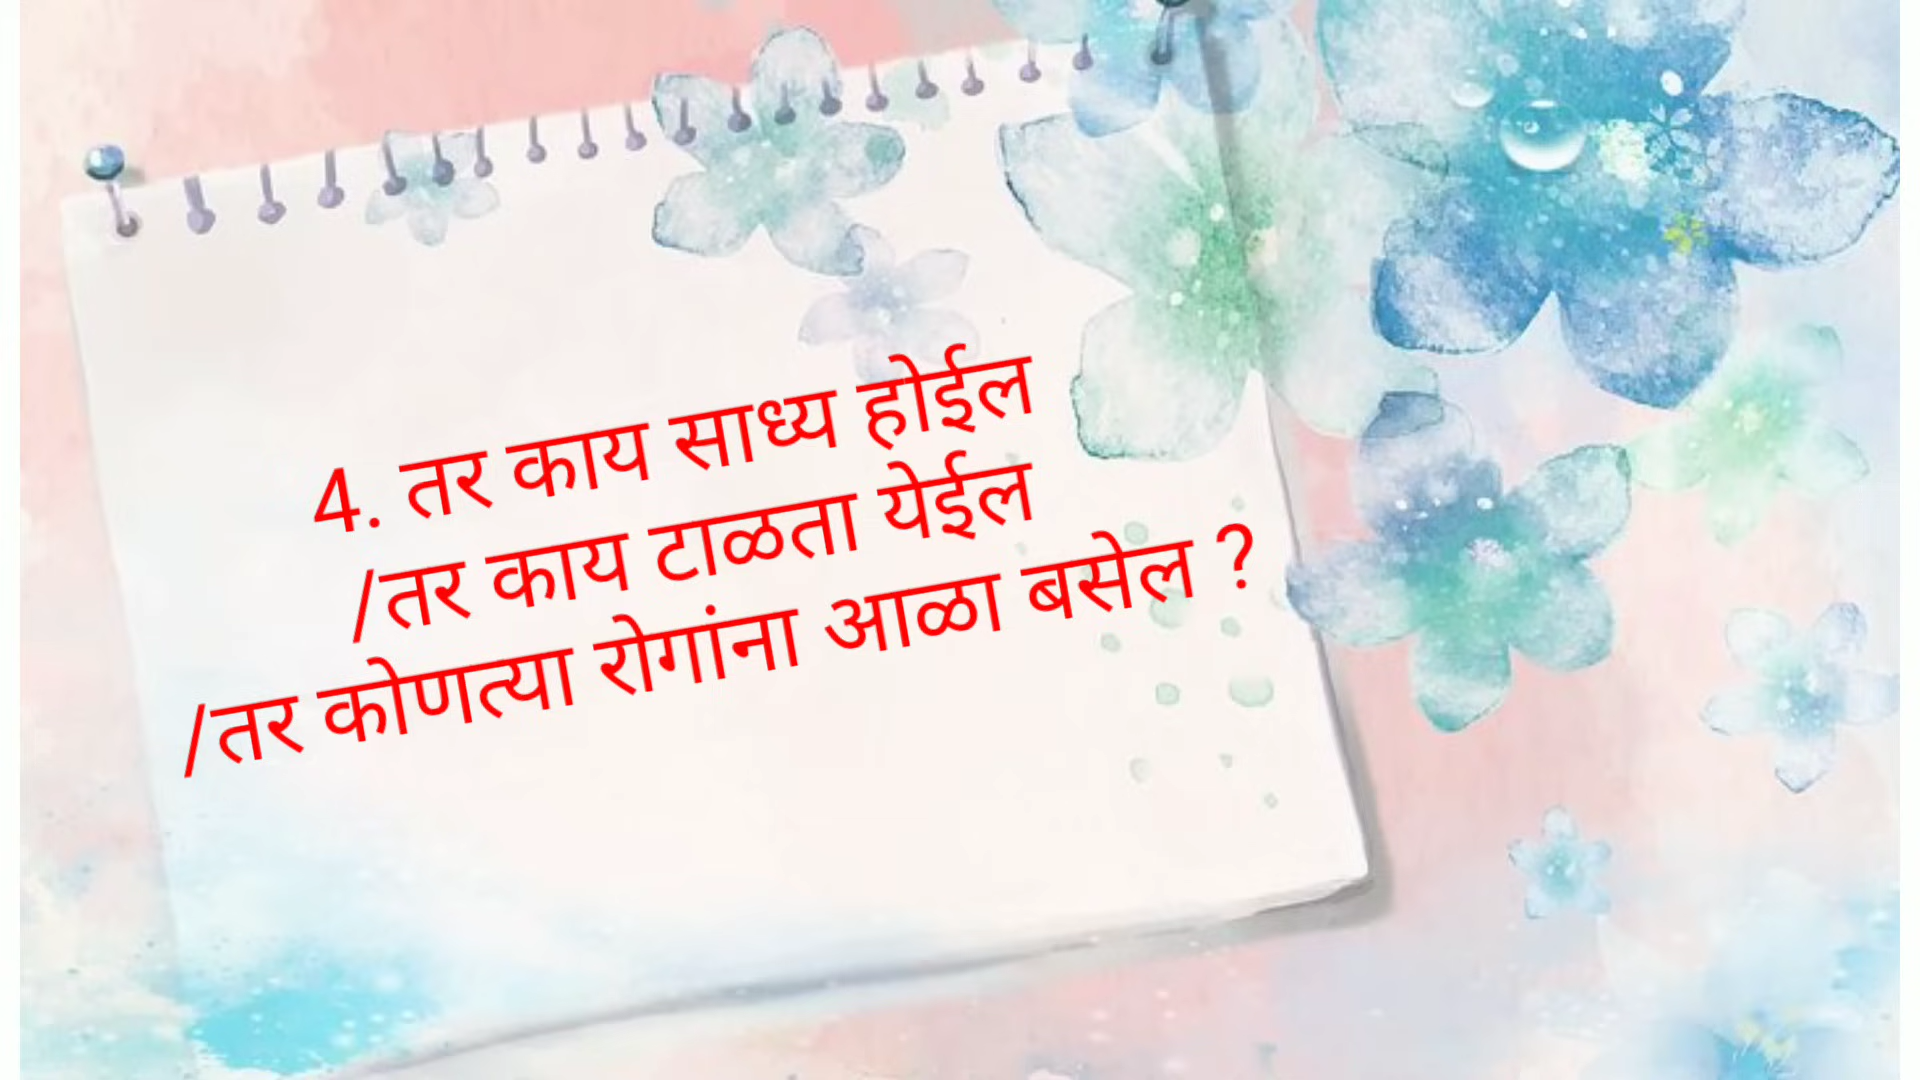 4. तर काय साध्य होईल
/तर काय टाळता येईल
/तर कोणत्या रोगांना आळा बसेल ?